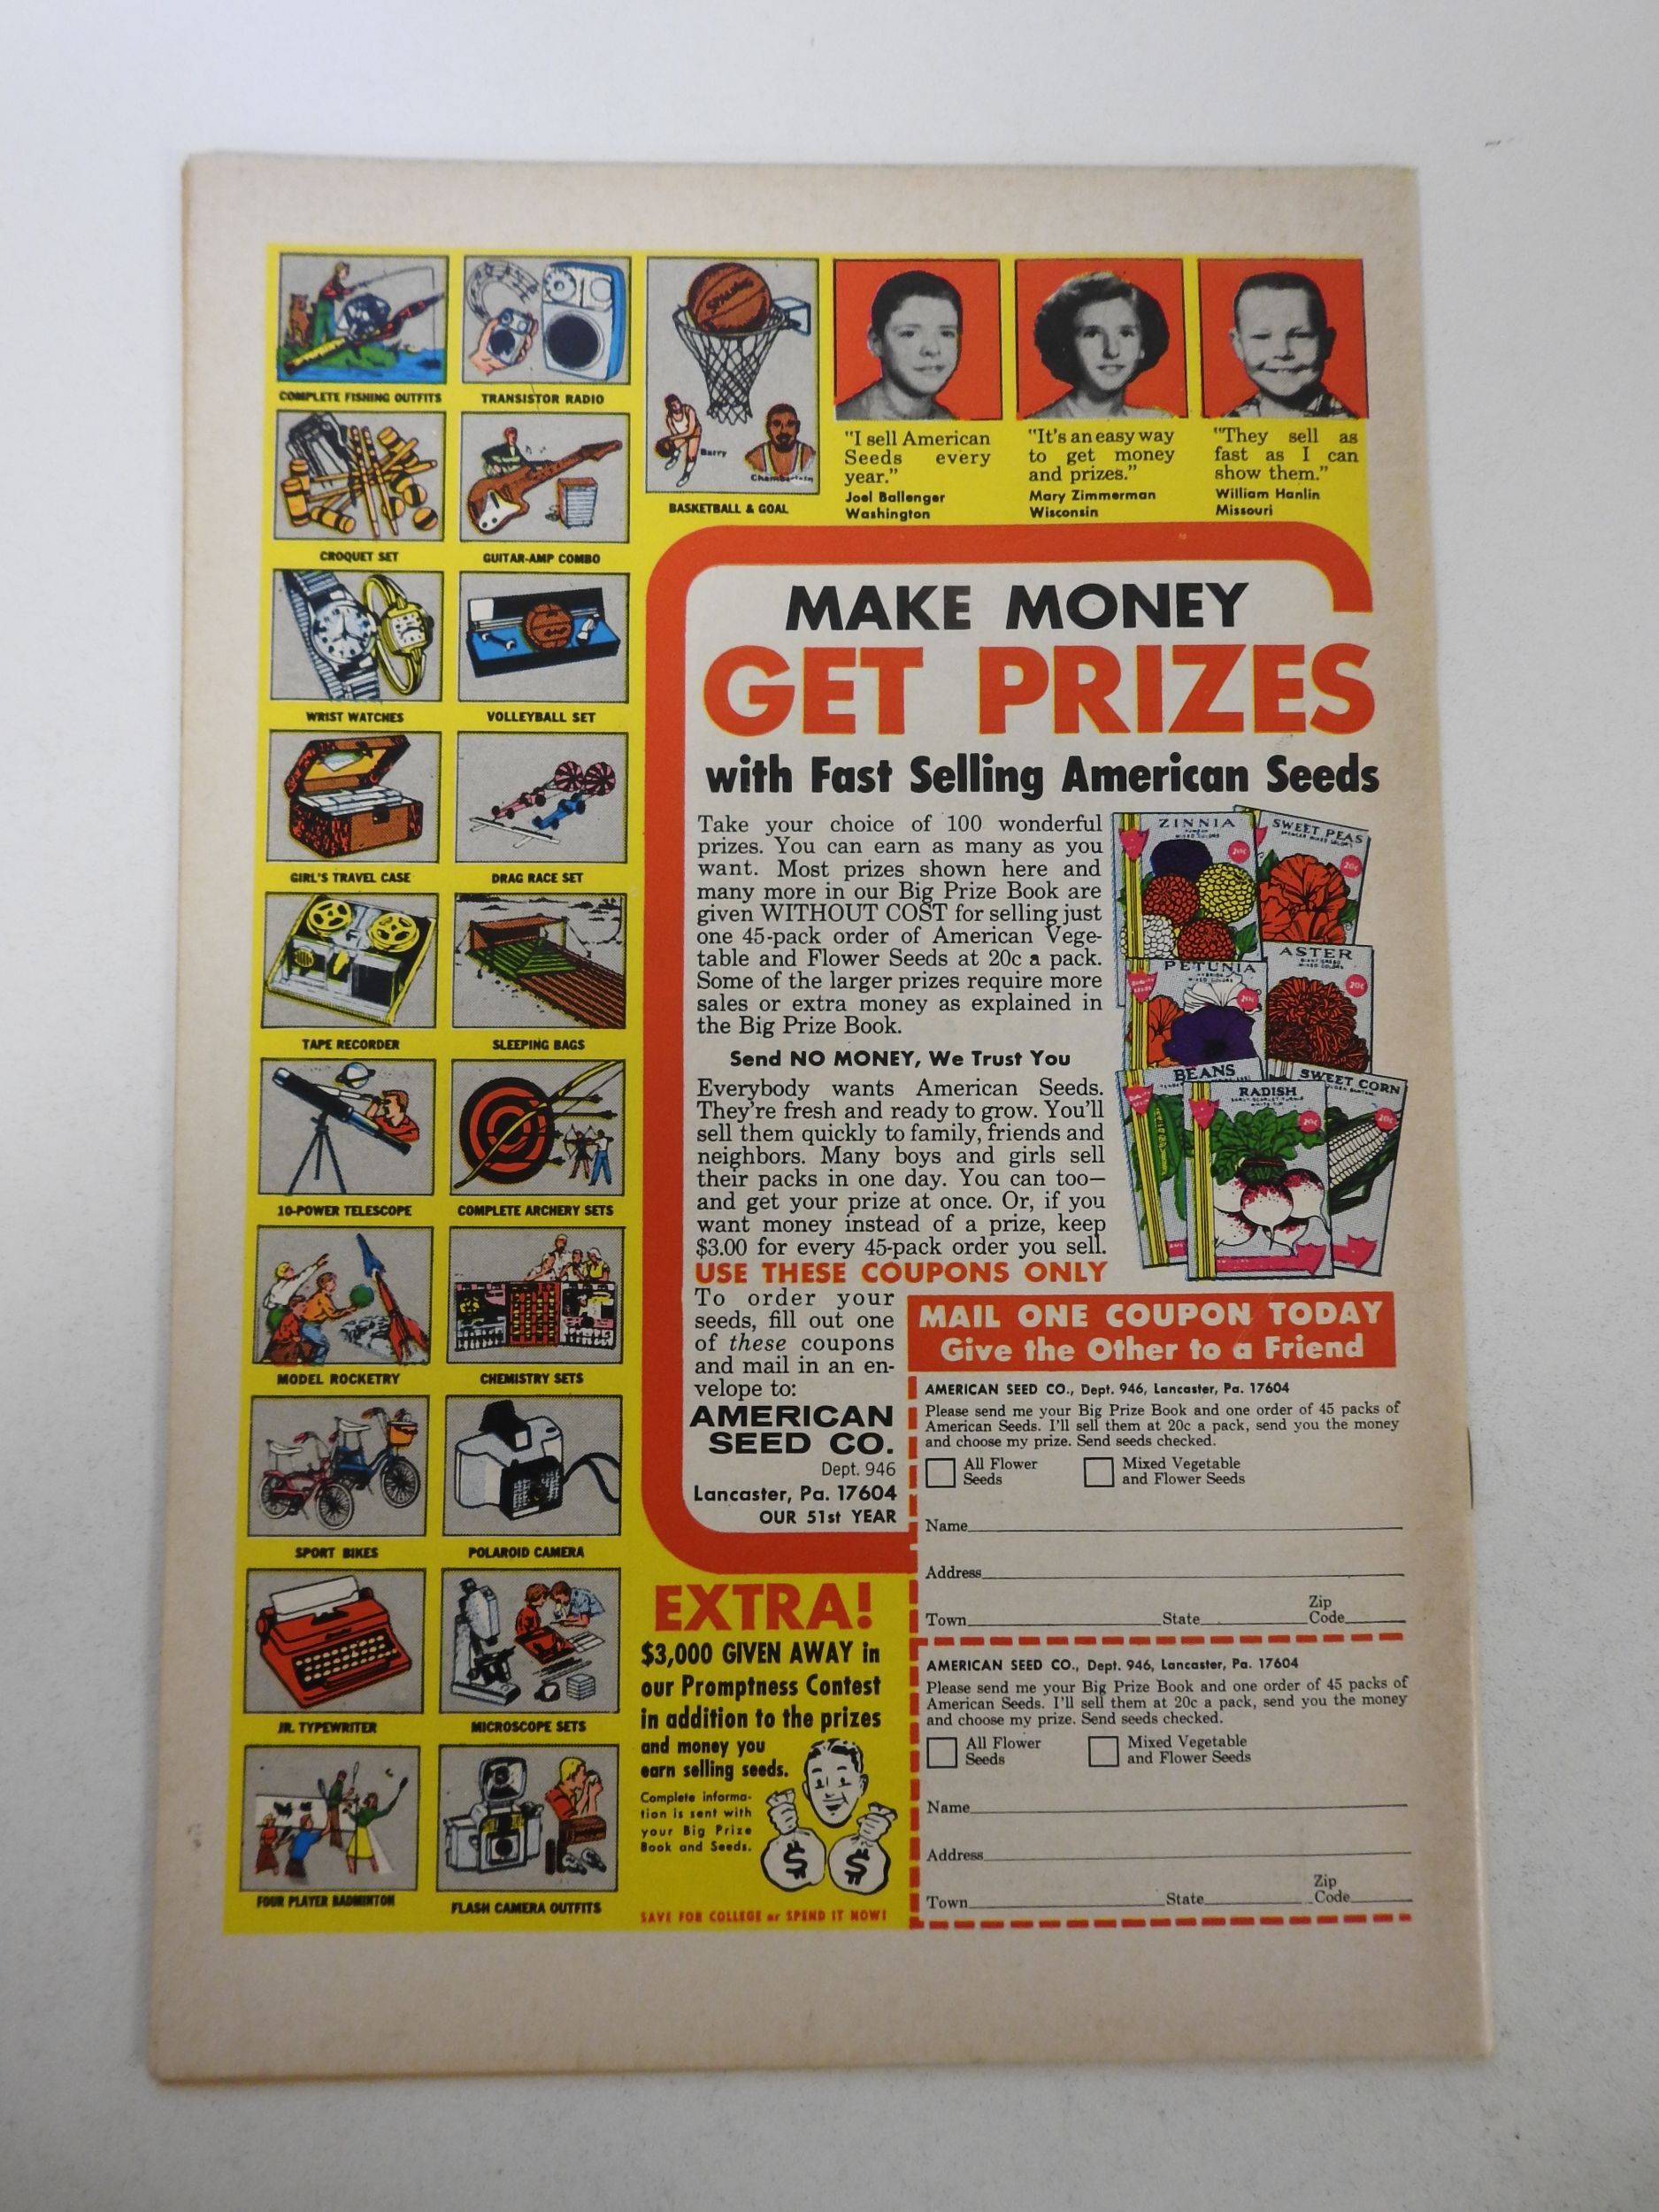 COMPLETE FISHING OUTFITS
TRANSISTOR RADIO
SPALDING
Barry
Chamberlain
BASKETBALL & GOAL
"I sell American
Seeds every
year."
Joel Ballenger
Washington
"It's an easy way
to get money
and prizes."
Mary Zimmerman
Wisconsin
"They sell as
fast as I can
show them."
William Hanlin
Missouri
CROQUET SET
GUITAR-AMP COMBO
WRIST WATCHES
VOLLEYBALL SET
GIRL'S TRAVEL CASE
DRAG RACE SET
TAPE RECORDER
SLEEPING BAGS
10-POWER TELESCOPE
COMPLETE ARCHERY SETS
MODEL ROCKETRY
CHEMISTRY SETS
SPORT BIKES
POLAROID CAMERA
JR. TYPEWRITER
MICROSCOPE SETS
FOUR PLAYER BADMINTON
FLASH CAMERA OUTFITS
MAKE MONEY
GET PRIZES
with Fast Selling American Seeds
Take your choice of 100 wonderful
prizes. You can earn as many as you
want. Most prizes shown here and
many more in our Big Prize Book are
given WITHOUT COST for selling just
one 45-pack order of American Vege-
table and Flower Seeds at 20c a pack.
Some of the larger prizes require more
sales or extra money as explained in
the Big Prize Book.
Send NO MONEY, We Trust You
Everybody wants American Seeds.
They're fresh and ready to grow. You'll
sell them quickly to family, friends and
neighbors. Many boys and girls sell
their packs in one day. You can too—
and get your prize at once. Or, if you
want money instead of a prize, keep
$3.00 for every 45-pack order you sell.
USE THESE COUPONS ONLY
To order your
seeds, fill out one
of these coupons
and mail in an en-
velope to:
AMERICAN
SEED CO.
Dept. 946
Lancaster, Pa. 17604
OUR 51st YEAR
ZINNIA
MIXED COLORS
20c
SWEET PEAS
SPENCER MIXED COLORS
20c
PETUNIA
MIXED COLORS
20c
ASTER
MIXED COLORS
20c
BEANS
RADISH
20c
SWEET CORN
20c
EXTRA!
$3,000 GIVEN AWAY in
our Promptness Contest
in addition to the prizes
and money you
earn selling seeds.
Complete informa-
tion is sent with
your Big Prize
Book and Seeds.
$ $
SAVE FOR COLLEGE or SPEND IT NOW!
MAIL ONE COUPON TODAY
Give the Other to a Friend
AMERICAN SEED CO., Dept. 946, Lancaster, Pa. 17604
Please send me your Big Prize Book and one order of 45 packs of
American Seeds. I'll sell them at 20c a pack, send you the money
and choose my prize. Send seeds checked.
All Flower
Seeds
Mixed Vegetable
and Flower Seeds
Name
Address
Town State Zip
Code
AMERICAN SEED CO., Dept. 946, Lancaster, Pa. 17604
Please send me your Big Prize Book and one order of 45 packs of
American Seeds. I'll sell them at 20c a pack, send you the money
and choose my prize. Send seeds checked.
All Flower
Seeds
Mixed Vegetable
and Flower Seeds
Name
Address
Town State Zip
Code